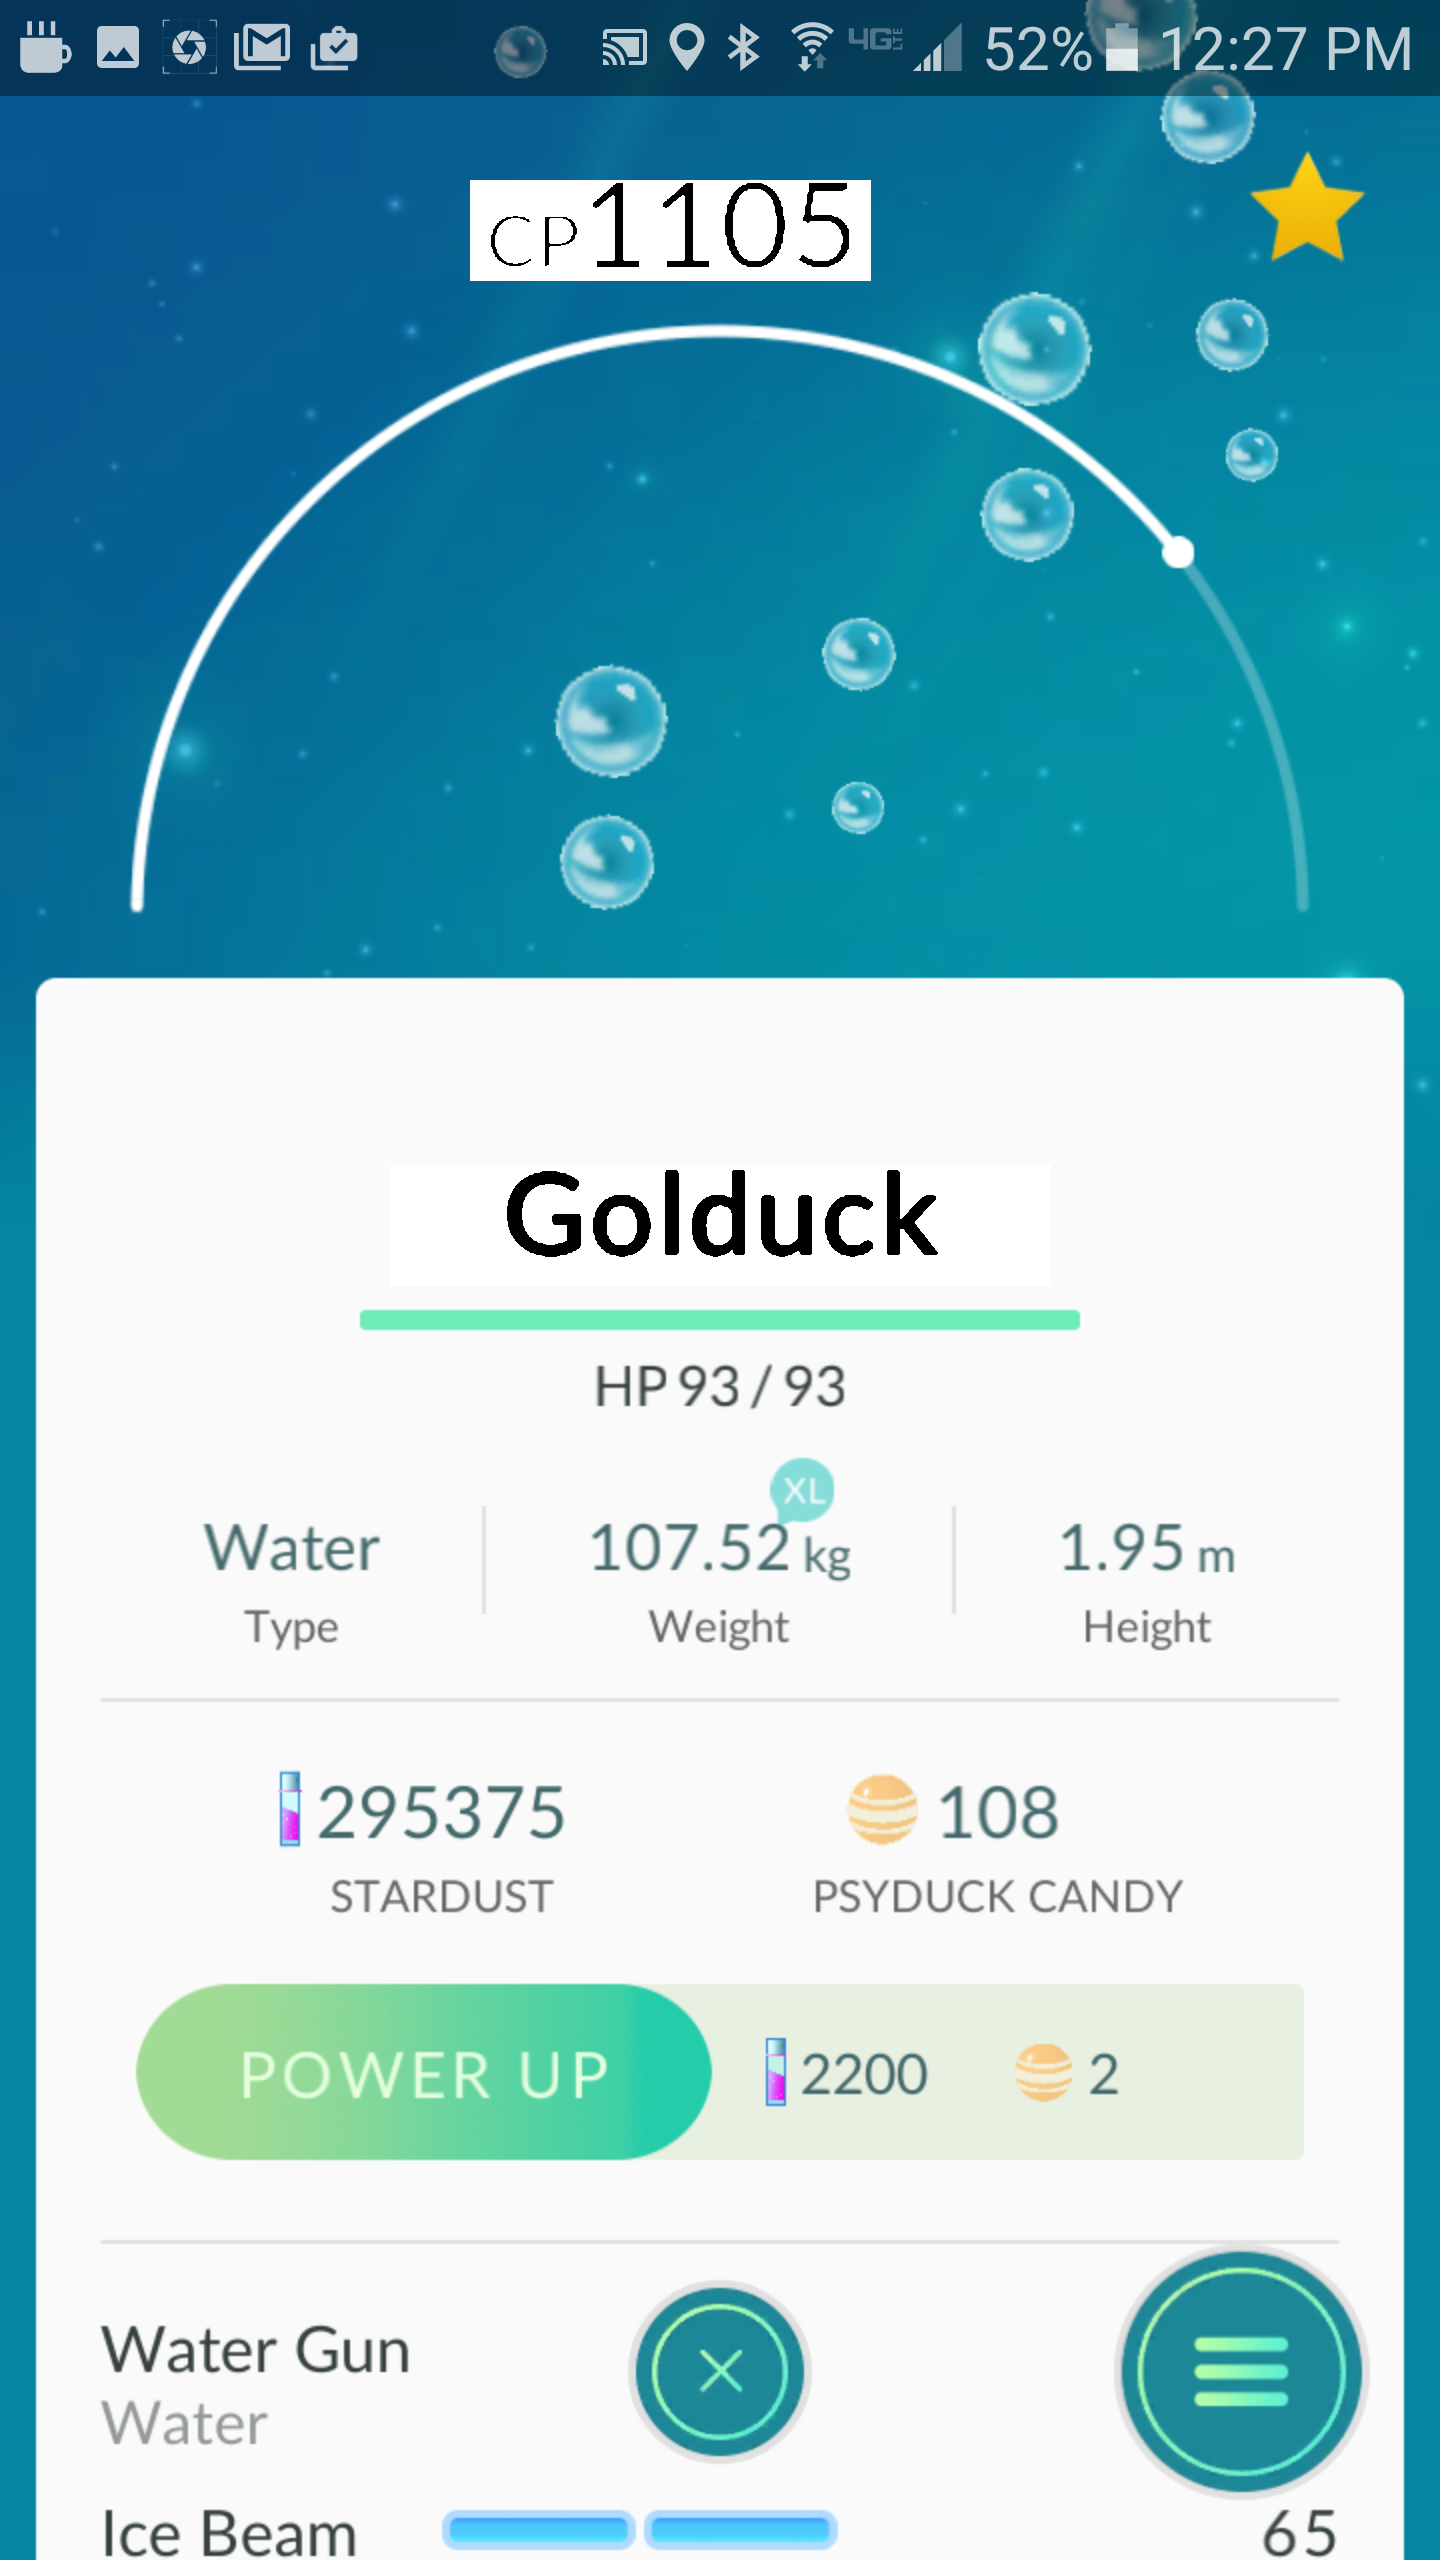 4G LTE 52% 12:27 PM
CP1105
Golduck
HP 93 / 93
XL
Water 107.52 kg 1.95 m
Type Weight Height
295375 108
STARDUST PSYDUCK CANDY
POWER UP 2200 2
Water Gun
Water
Ice Beam 65